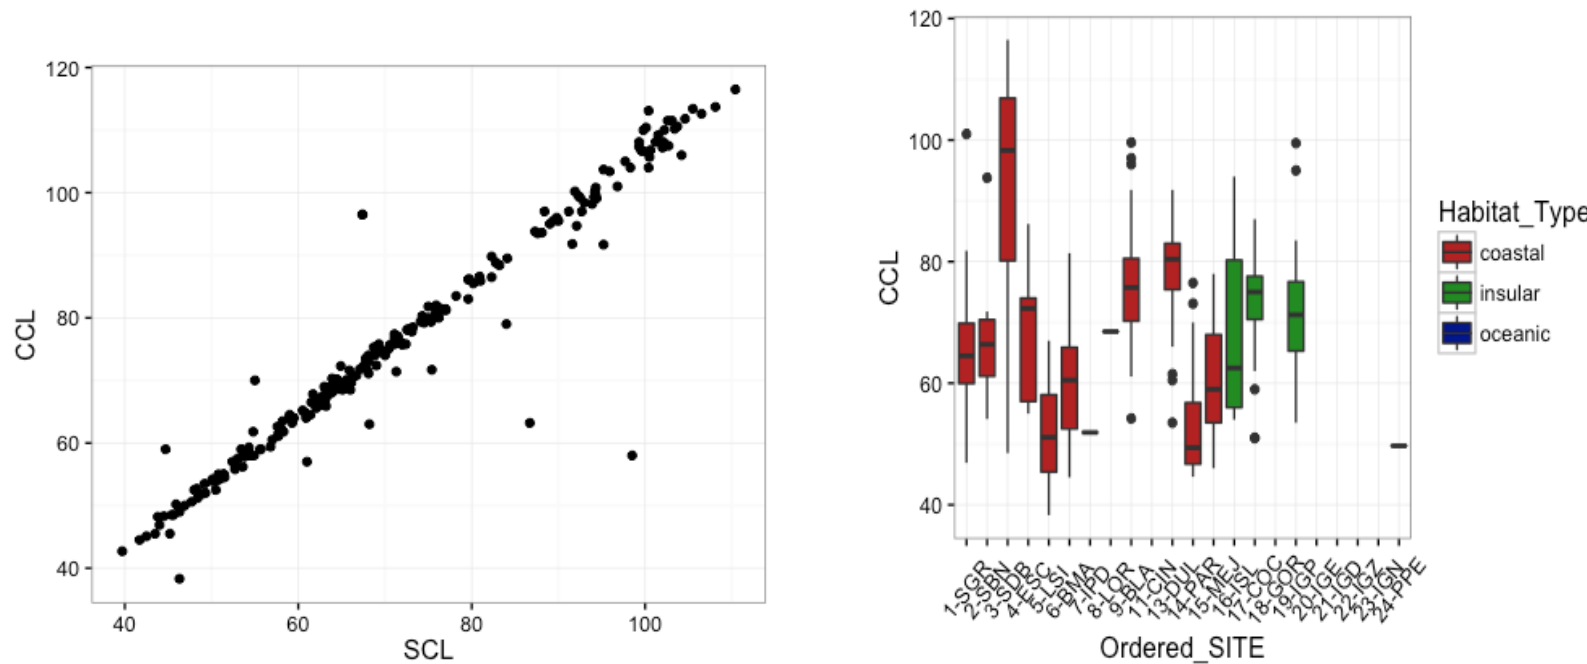 120
100
80
60
40
CCL
40
60
80
100
SCL
120
100
80
60
40
CCL
1-SGR
2-SBN
3-SDB
4-ESC
5-LSI
6-BMA
7-IPD
8-LOR
9-BLA
11-CIN
13-DUL
14-PAR
15-MEJ
16-ISL
17-COC
18-GOR
19-IGP
20-IGE
21-IGD
22-IGZ
23-IGN
24-PPE
Ordered_SITE
Habitat_Type
coastal
insular
oceanic